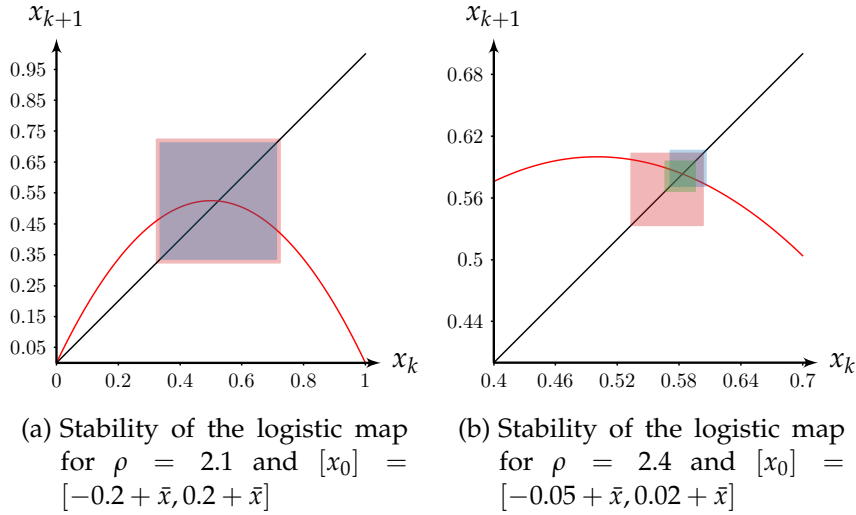 x_{k+1}
0.95
0.85
0.75
0.65
0.55
0.45
0.35
0.25
0.15
0.05
0 0.2 0.4 0.6 0.8 1
x_k
(a) Stability of the logistic map
for ρ = 2.1 and [x_0] =
[−0.2 + x̄, 0.2 + x̄]
x_{k+1}
0.68
0.62
0.56
0.5
0.44
0.4 0.46 0.52 0.58 0.64 0.7
x_k
(b) Stability of the logistic map
for ρ = 2.4 and [x_0] =
[−0.05 + x̄, 0.02 + x̄]